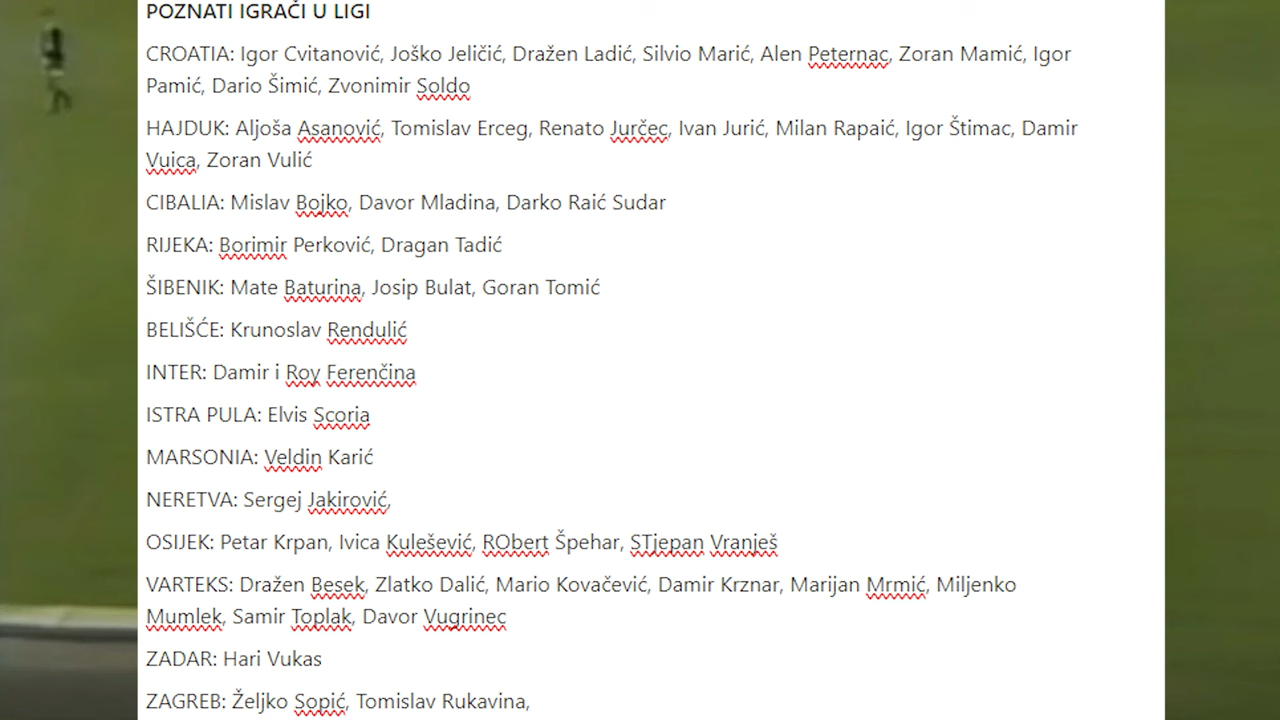 POZNATI IGRAČI U LIGI
CROATIA: Igor Cvitanović, Joško Jeličić, Dražen Ladić, Silvio Marić, Alen Peternac, Zoran Mamić, Igor
Pamić, Dario Šimić, Zvonimir Soldo
HAJDUK: Aljoša Asanović, Tomislav Erceg, Renato Jurčec, Ivan Jurić, Milan Rapaić, Igor Štimac, Damir
Vuica, Zoran Vulić
CIBALIA: Mislav Bojko, Davor Mladina, Darko Raić Sudar
RIJEKA: Borimir Perković, Dragan Tadić
ŠIBENIK: Mate Baturina, Josip Bulat, Goran Tomić
BELIŠĆE: Krunoslav Rendulić
INTER: Damir i Roy Ferenčina
ISTRA PULA: Elvis Scoria
MARSONIA: Veldin Karić
NERETVA: Sergej Jakirović,
OSIJEK: Petar Krpan, Ivica Kulešević, RObert Špehar, STjepan Vranješ
VARTEKS: Dražen Besek, Zlatko Dalić, Mario Kovačević, Damir Krznar, Marijan Mrmić, Miljenko
Mumlek, Samir Toplak, Davor Vugrinec
ZADAR: Hari Vukas
ZAGREB: Željko Sopić, Tomislav Rukavina,